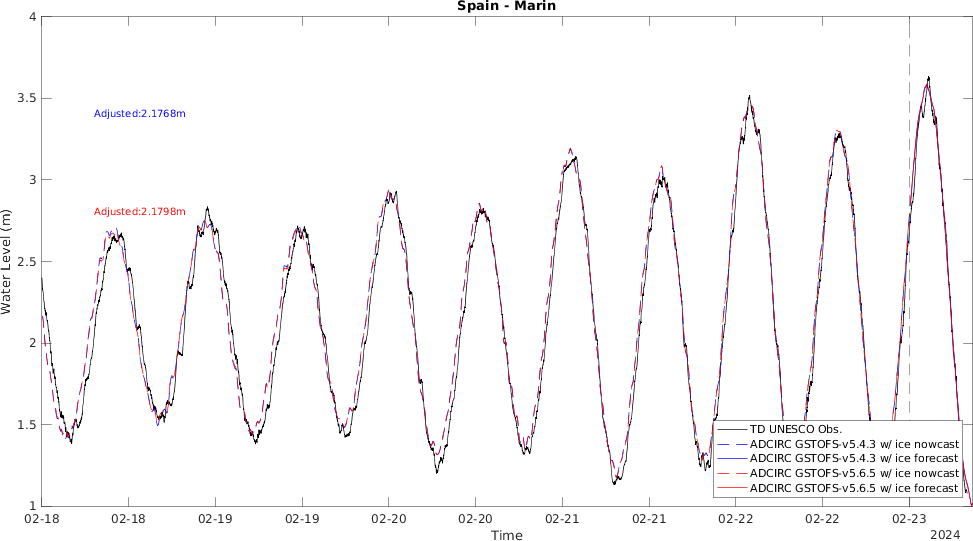 Spain - Marin
4
3.5
3
2.5
2
1.5
1
Water Level (m)
Adjusted:2.1768m
Adjusted:2.1798m
TD UNESCO Obs.
ADCIRC GSTOFS-v5.4.3 w/ ice nowcast
ADCIRC GSTOFS-v5.4.3 w/ ice forecast
ADCIRC GSTOFS-v5.6.5 w/ ice nowcast
ADCIRC GSTOFS-v5.6.5 w/ ice forecast
02-18 02-18 02-19 02-19 02-20 02-20 02-21 02-21 02-22 02-22 02-23
Time
2024